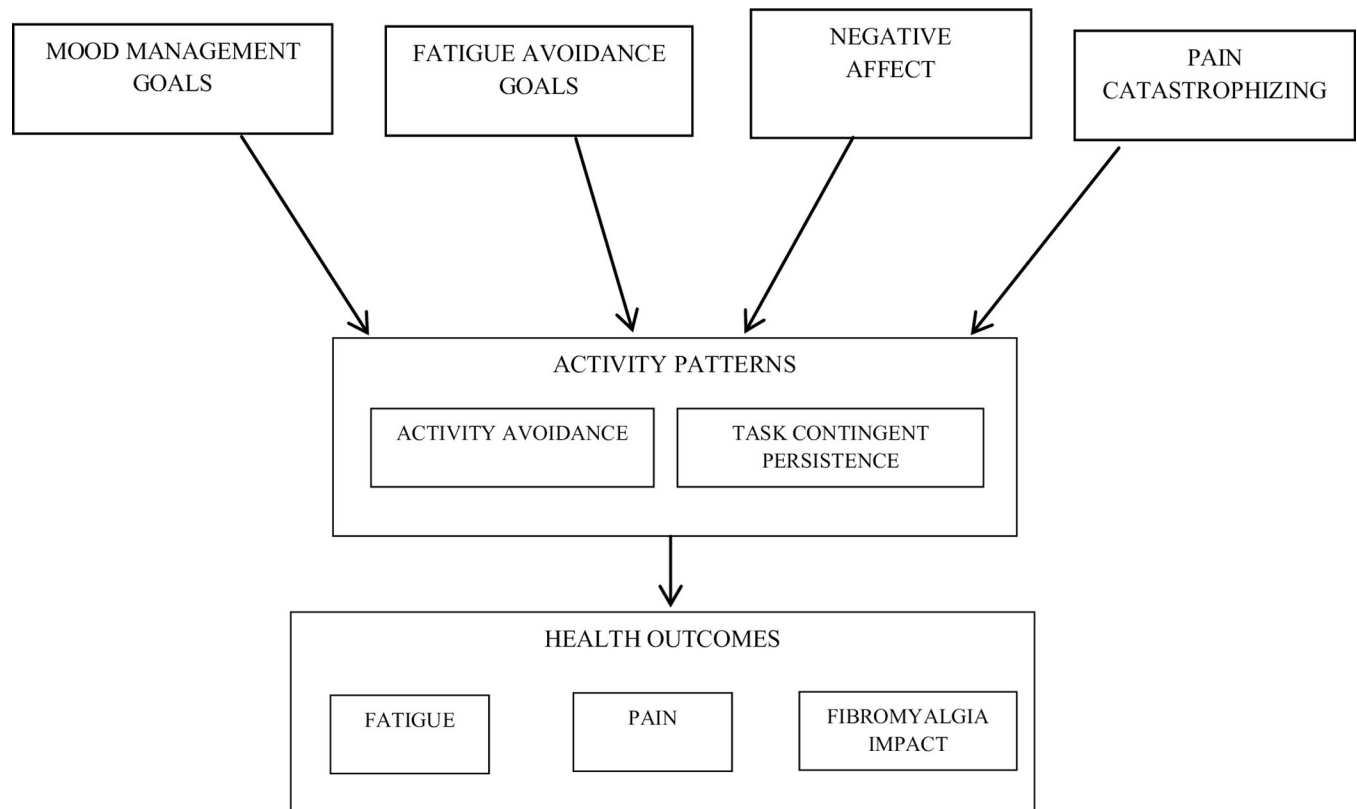 MOOD MANAGEMENT
GOALS
FATIGUE AVOIDANCE
GOALS
NEGATIVE
AFFECT
PAIN
CATASTROPHIZING
ACTIVITY PATTERNS
ACTIVITY AVOIDANCE
TASK CONTINGENT
PERSISTENCE
HEALTH OUTCOMES
FATIGUE
PAIN
FIBROMYALGIA
IMPACT